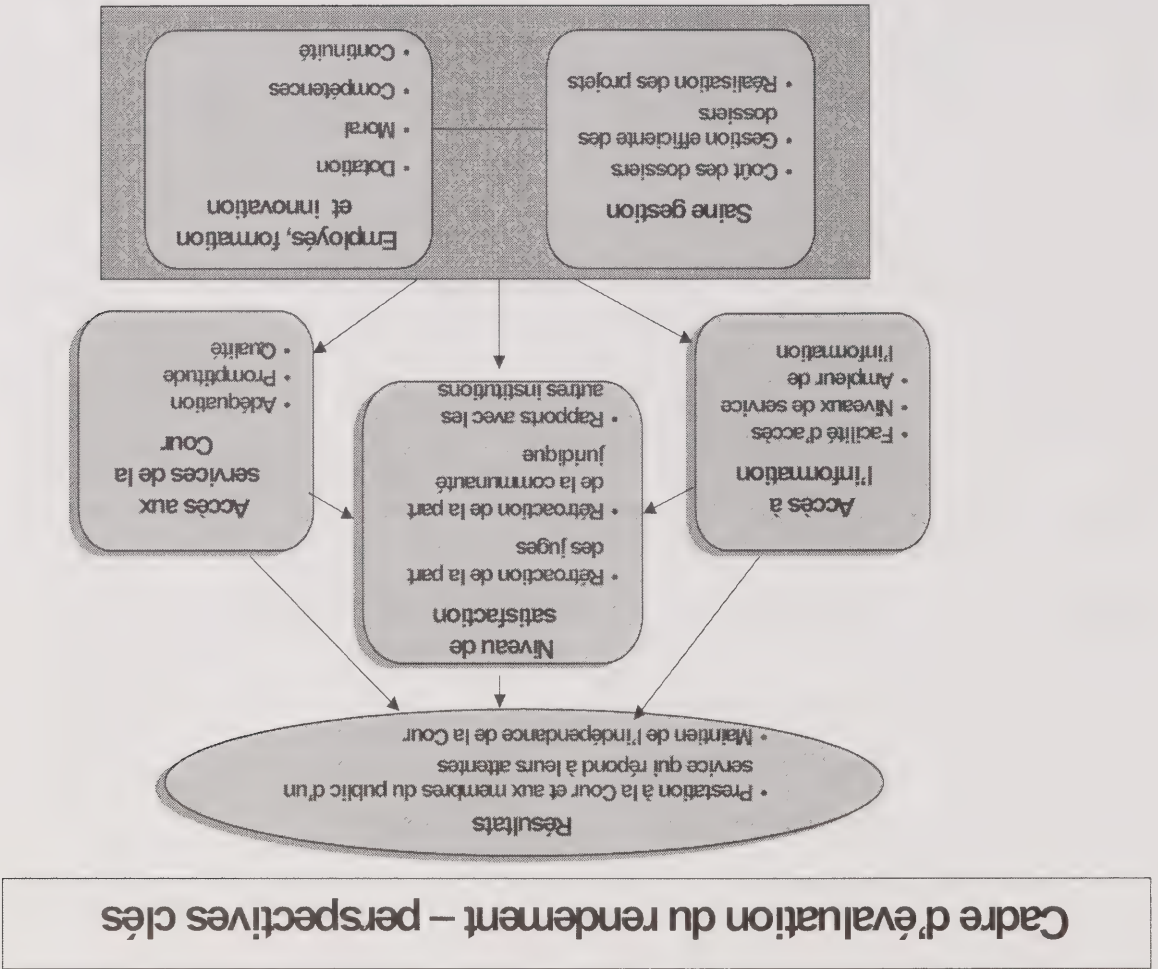 Cadre d'évaluation du rendement – perspectives clés
Résultats
• Prestation à la Cour et aux membres du public d'un
service qui répond à leurs attentes
• Maintien de l'indépendance de la Cour
Accès à
l'information
• Facilité d'accès
• Niveaux de service
• Ampleur de
l'information
Niveau de
satisfaction
• Rétroaction de la part
des juges
• Rétroaction de la part
de la communauté
juridique
• Rapports avec les
autres institutions
Accès aux
services de la
Cour
• Adéquation
• Promptitude
• Qualité
Saine gestion
• Coût des dossiers
• Gestion efficiente des
dossiers
• Réalisation des projets
Employés, formation
et innovation
• Dotation
• Moral
• Compétences
• Continuité